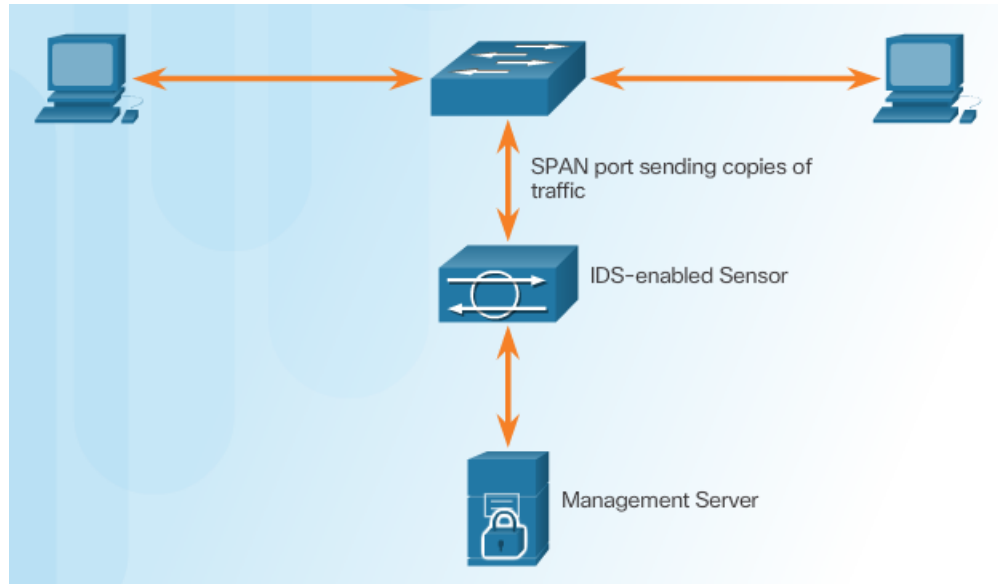 SPAN port sending copies of
traffic
IDS-enabled Sensor
Management Server